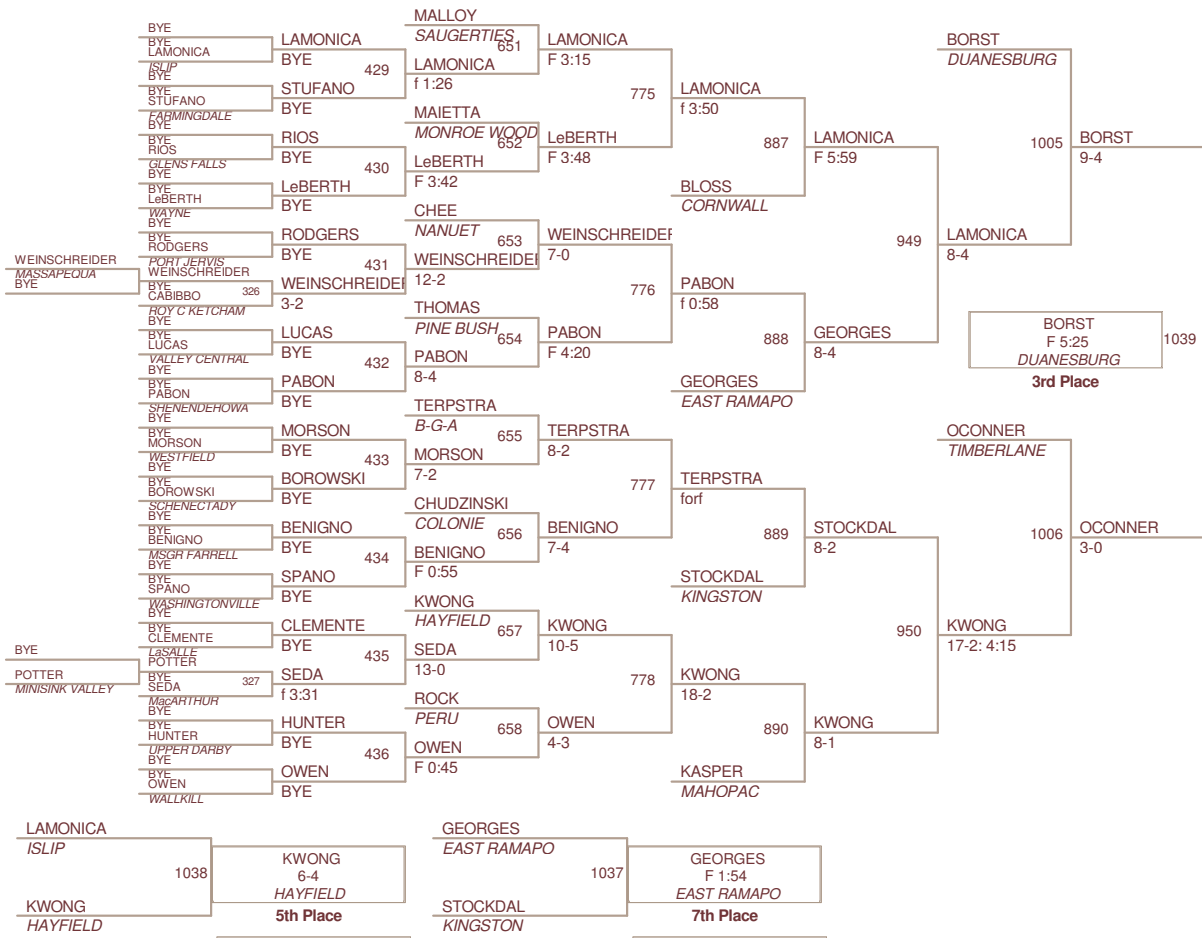 WEINSCHREIDER
MASSAPEQUA
BYE
BYE
POTTER
MINISINK VALLEY
BYE
BYE
LAMONICA
ISLIP
BYE
BYE
STUFANO
FARMINGDALE
BYE
BYE
RIOS
GLENS FALLS
BYE
BYE
LeBERTH
WAYNE
BYE
BYE
RODGERS
PORT JERVIS
WEINSCHREIDER
BYE
326
CABIBBO
ROY C KETCHAM
BYE
BYE
LUCAS
VALLEY CENTRAL
BYE
BYE
PABON
SHENENDEHOWA
BYE
BYE
MORSON
WESTFIELD
BYE
BYE
BOROWSKI
SCHENECTADY
BYE
BYE
BENIGNO
MSGR FARRELL
BYE
BYE
SPANO
WASHINGTONVILLE
BYE
BYE
CLEMENTE
LaSALLE
POTTER
BYE
327
SEDA
MacARTHUR
BYE
BYE
HUNTER
UPPER DARBY
BYE
BYE
OWEN
WALLKILL
LAMONICA
BYE
429
STUFANO
BYE
RIOS
BYE
430
LeBERTH
BYE
RODGERS
BYE
431
WEINSCHREIDER
3-2
LUCAS
BYE
432
PABON
BYE
MORSON
BYE
433
BOROWSKI
BYE
BENIGNO
BYE
434
SPANO
BYE
CLEMENTE
BYE
435
SEDA
f 3:31
HUNTER
BYE
436
OWEN
BYE
MALLOY
SAUGERTIES
651
LAMONICA
f 1:26
MAIETTA
MONROE WOOD
652
LeBERTH
F 3:42
CHEE
NANUET
653
WEINSCHREIDER
12-2
THOMAS
PINE BUSH
654
PABON
8-4
TERPSTRA
B-G-A
655
MORSON
7-2
CHUDZINSKI
COLONIE
656
BENIGNO
F 0:55
KWONG
HAYFIELD
657
SEDA
13-0
ROCK
PERU
658
OWEN
F 0:45
LAMONICA
F 3:15
775
LeBERTH
F 3:48
WEINSCHREIDER
7-0
776
PABON
F 4:20
TERPSTRA
8-2
777
BENIGNO
7-4
KWONG
10-5
778
OWEN
4-3
LAMONICA
f 3:50
887
BLOSS
CORNWALL
PABON
f 0:58
888
GEORGES
EAST RAMAPO
TERPSTRA
forf
889
STOCKDAL
KINGSTON
KWONG
18-2
890
KASPER
MAHOPAC
LAMONICA
F 5:59
949
GEORGES
8-4
STOCKDAL
8-2
950
KWONG
8-1
BORST
DUANESBURG
1005
LAMONICA
8-4
OCONNER
TIMBERLANE
1006
KWONG
17-2: 4:15
BORST
9-4
OCONNER
3-0
BORST
F 5:25
DUANESBURG
1039
3rd Place
LAMONICA
ISLIP
1038
KWONG
HAYFIELD
KWONG
6-4
HAYFIELD
5th Place
GEORGES
EAST RAMAPO
1037
STOCKDAL
KINGSTON
GEORGES
F 1:54
EAST RAMAPO
7th Place